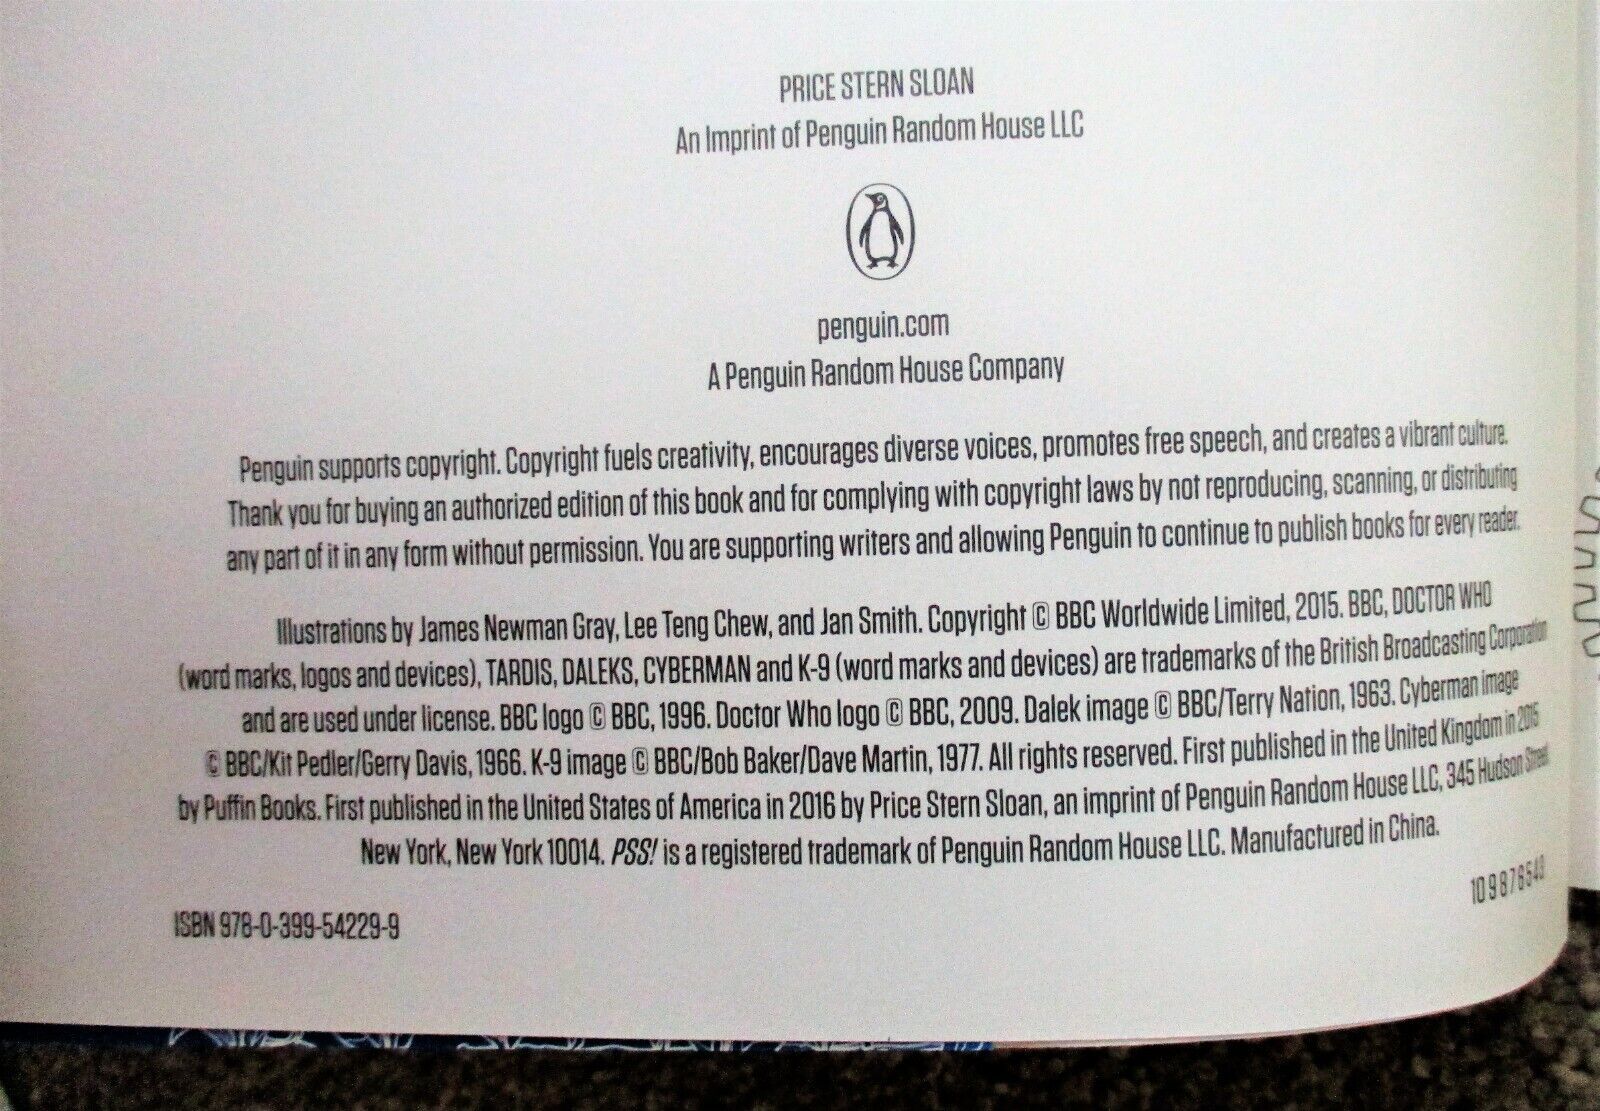 PRICE STERN SLOAN
An Imprint of Penguin Random House LLC
penguin.com
A Penguin Random House Company
Penguin supports copyright. Copyright fuels creativity, encourages diverse voices, promotes free speech, and creates a vibrant culture.
Thank you for buying an authorized edition of this book and for complying with copyright laws by not reproducing, scanning, or distributing
any part of it in any form without permission. You are supporting writers and allowing Penguin to continue to publish books for every reader.
Illustrations by James Newman Gray, Lee Teng Chew, and Jan Smith. Copyright © BBC Worldwide Limited, 2015. BBC, DOCTOR WHO
(word marks, logos and devices), TARDIS, DALEKS, CYBERMAN and K-9 (word marks and devices) are trademarks of the British Broadcasting Corporation
and are used under license. BBC logo © BBC, 1996. Doctor Who logo © BBC, 2009. Dalek image © BBC/Terry Nation, 1963. Cyberman image
© BBC/Kit Pedler/Gerry Davis, 1966. K-9 image © BBC/Bob Baker/Dave Martin, 1977. All rights reserved. First published in the United Kingdom in 2015
by Puffin Books. First published in the United States of America in 2016 by Price Stern Sloan, an imprint of Penguin Random House LLC, 345 Hudson Street
New York, New York 10014. PSS! is a registered trademark of Penguin Random House LLC. Manufactured in China.
ISBN 978-0-399-54229-9
10 9 8 7 6 5 4 3